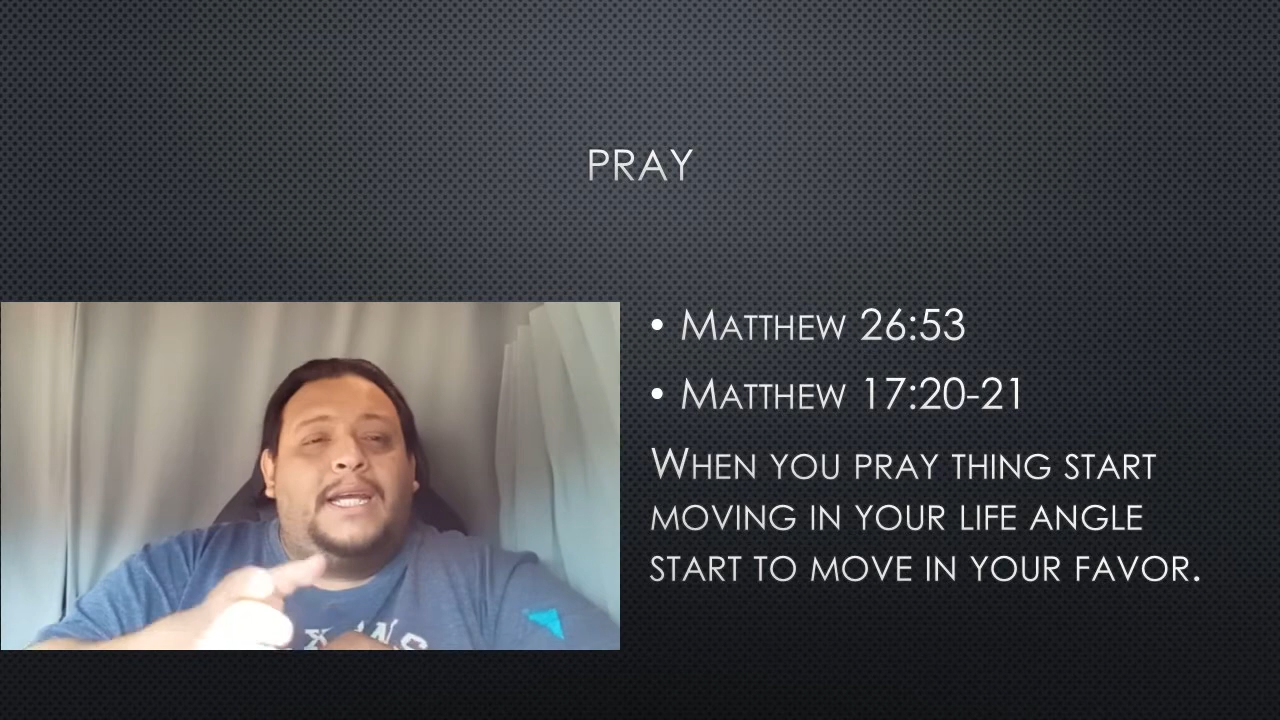 PRAY
• MATTHEW 26:53
• MATTHEW 17:20-21
WHEN YOU PRAY THING START
MOVING IN YOUR LIFE ANGLE
START TO MOVE IN YOUR FAVOR.